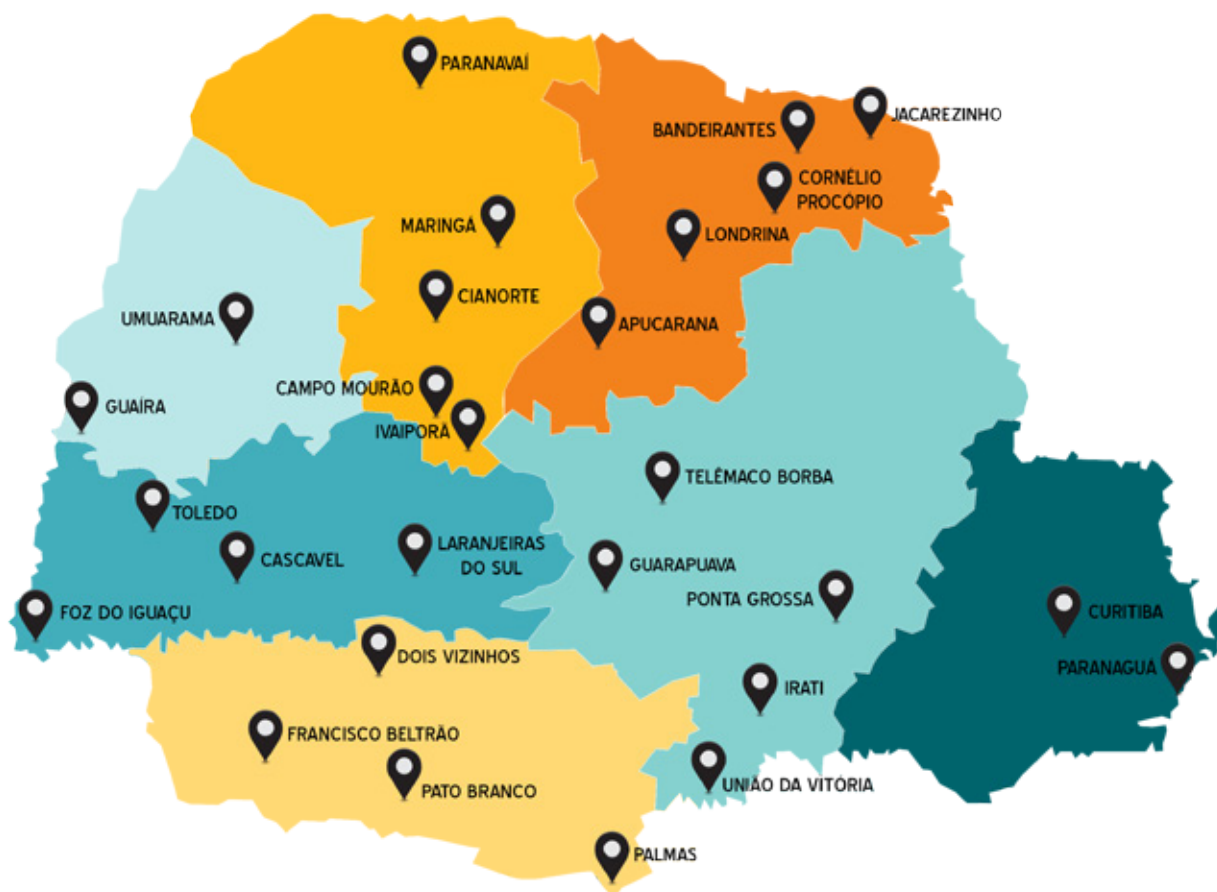 PARANAVAÍ
JACAREZINHO
BANDEIRANTES
CORNÉLIO
PROCÓPIO
MARINGÁ
LONDRINA
CIANORTE
UMUARAMA
APUCARANA
CAMPO MOURÃO
GUAÍRA
IVAIPORÃ
TELÊMACO BORBA
TOLEDO
LARANJEIRAS
DO SUL
CASCAVEL
GUARAPUAVA
PONTA GROSSA
FOZ DO IGUAÇU
CURITIBA
DOIS VIZINHOS
PARANAGUÁ
IRATI
FRANCISCO BELTRÃO
UNIÃO DA VITÓRIA
PATO BRANCO
PALMAS